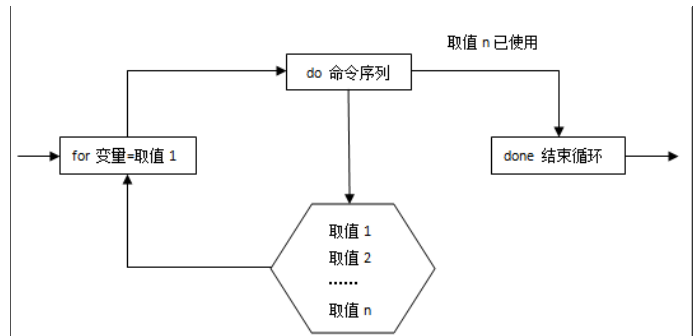 取值 n 已使用
do 命令序列
for 变量=取值 1
done 结束循环
取值 1
取值 2
……
取值 n